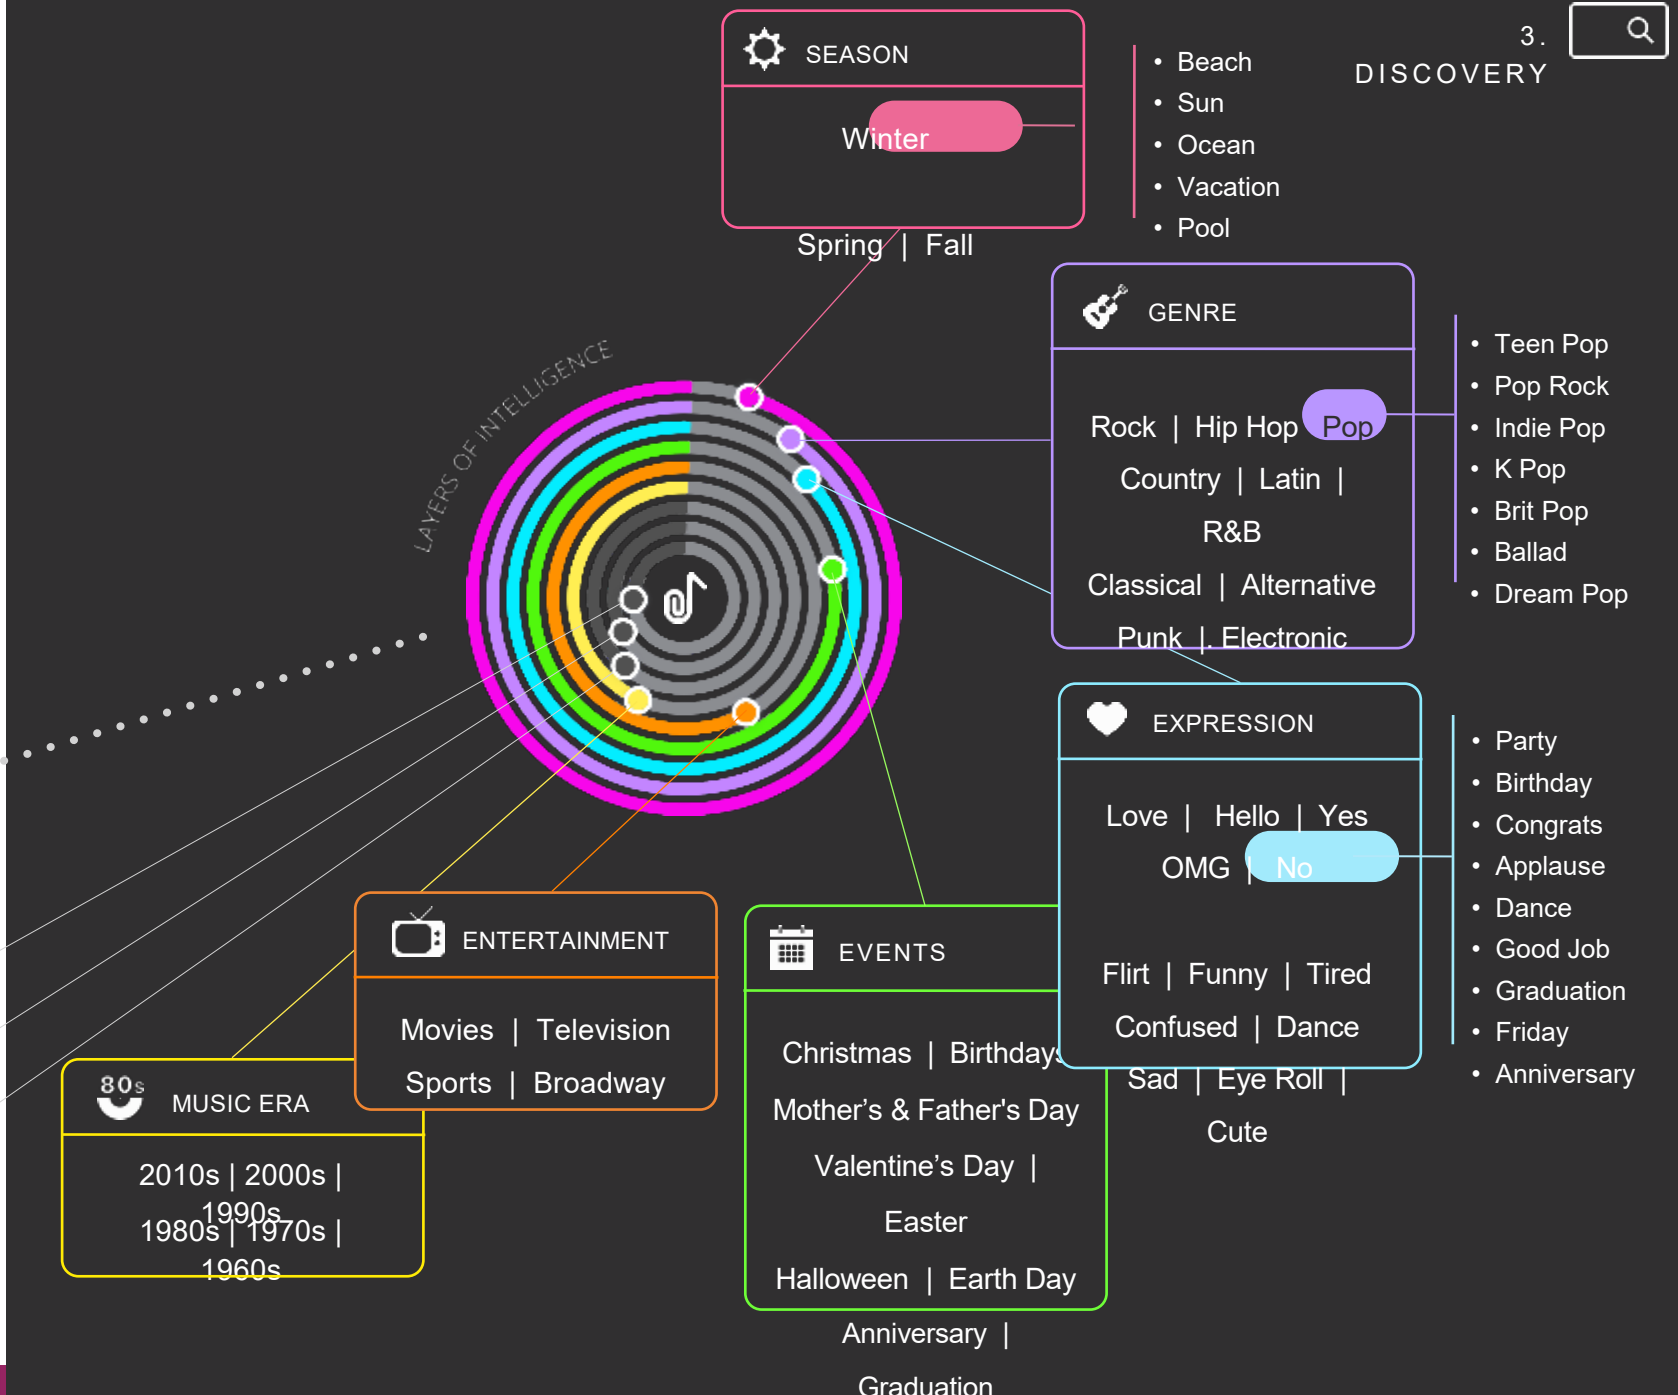 3.
DISCOVERY
SEASON
Winter
Spring | Fall
• Beach
• Sun
• Ocean
• Vacation
• Pool
GENRE
Rock | Hip Hop Pop
Country | Latin |
R&B
Classical | Alternative
Punk |. Electronic
• Teen Pop
• Pop Rock
• Indie Pop
• K Pop
• Brit Pop
• Ballad
• Dream Pop
LAYERS OF INTELLIGENCE
EXPRESSION
Love | Hello | Yes
OMG | No
Flirt | Funny | Tired
Confused | Dance
Sad | Eye Roll |
Cute
• Party
• Birthday
• Congrats
• Applause
• Dance
• Good Job
• Graduation
• Friday
• Anniversary
ENTERTAINMENT
Movies | Television
Sports | Broadway
EVENTS
Christmas | Birthdays
Mother’s & Father's Day
Valentine’s Day |
Easter
Halloween | Earth Day
Anniversary |
Graduation
80s
MUSIC ERA
2010s | 2000s |
1990s
1980s | 1970s |
1960s